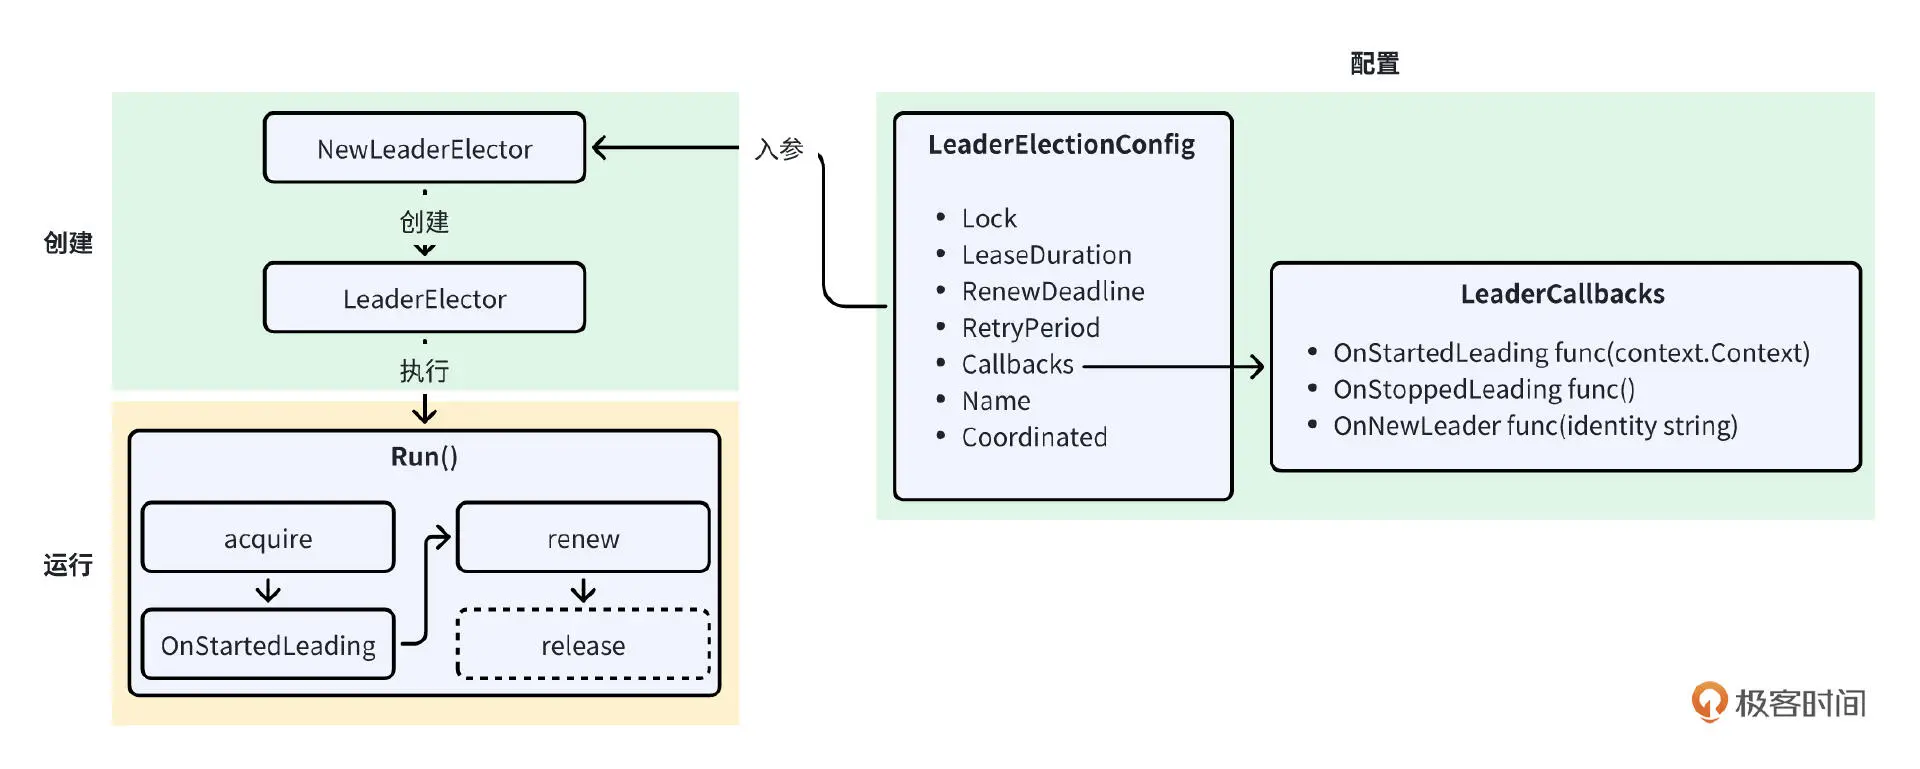 配置
创建
NewLeaderElector
创建
LeaderElector
执行
入参
LeaderElectionConfig
• Lock
• LeaseDuration
• RenewDeadline
• RetryPeriod
• Callbacks
• Name
• Coordinated
LeaderCallbacks
• OnStartedLeading func(context.Context)
• OnStoppedLeading func()
• OnNewLeader func(identity string)
运行
Run()
acquire
renew
OnStartedLeading
release
极客时间